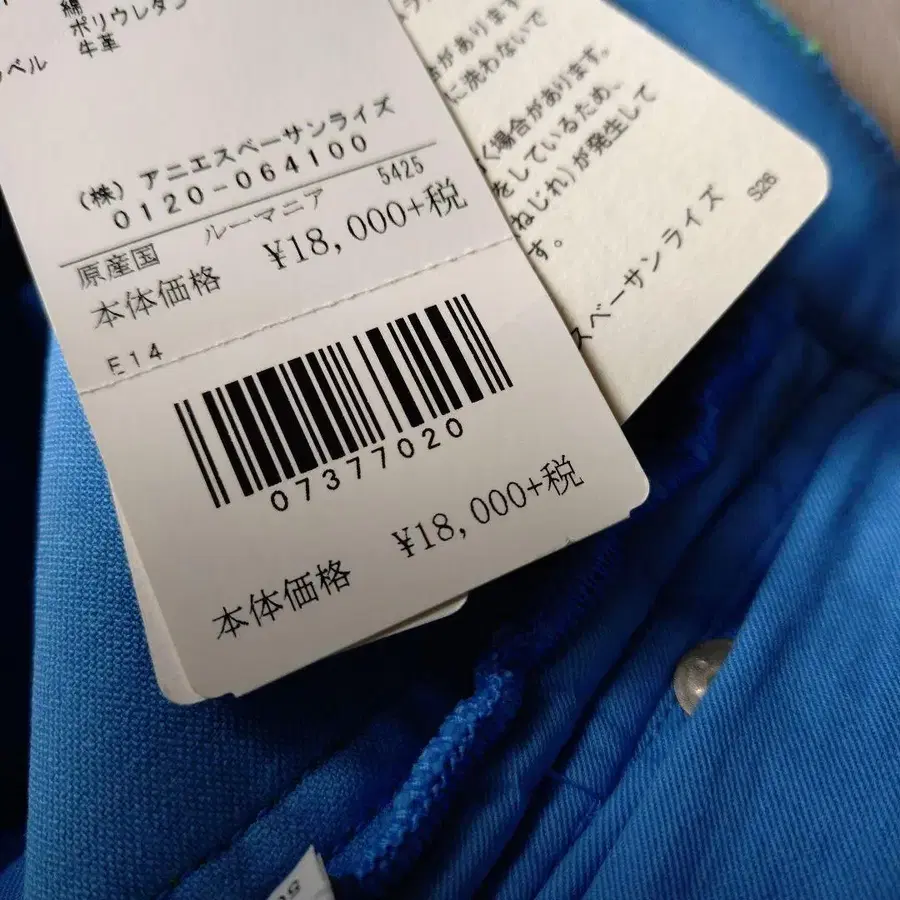 綿
ポリウレタン
ベル 牛革
(株) アニエスベーサンライズ
0120-064100
5425
原産国 ルーマニア
本体価格 ¥18,000+税
E14
07377020
本体価格 ¥18,000+税
があります
に洗わないで
く場合があります。
をしているため、
ねじれ)が発生して
す。
スベーサンライズ
S26